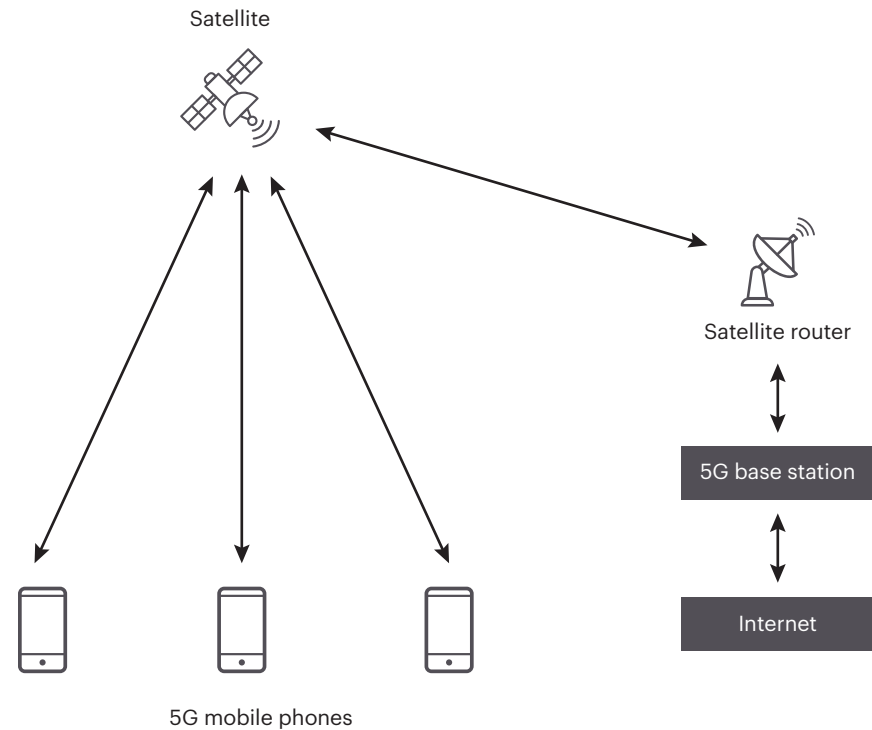 Satellite
Satellite router
5G base station
Internet
5G mobile phones